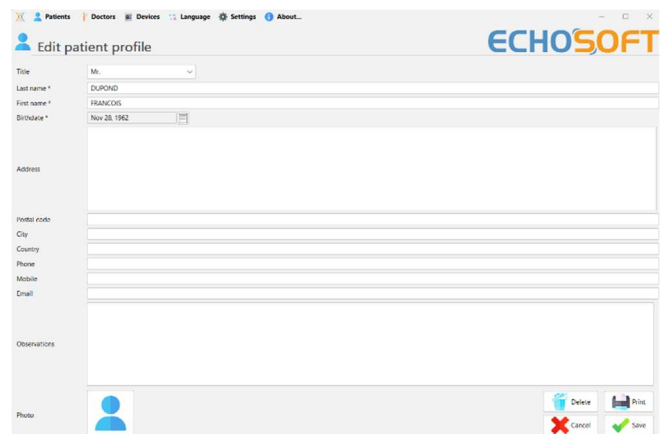 Patients Doctors Devices Language Settings About...
ECHOSOFT
Edit patient profile
Title Mr.
Last name * DUPOND
First name * FRANCOIS
Birthdate * Nov 28, 1962
Address
Postal code
City
Country
Phone
Mobile
Email
Observations
Delete Print
Photo
Cancel Save